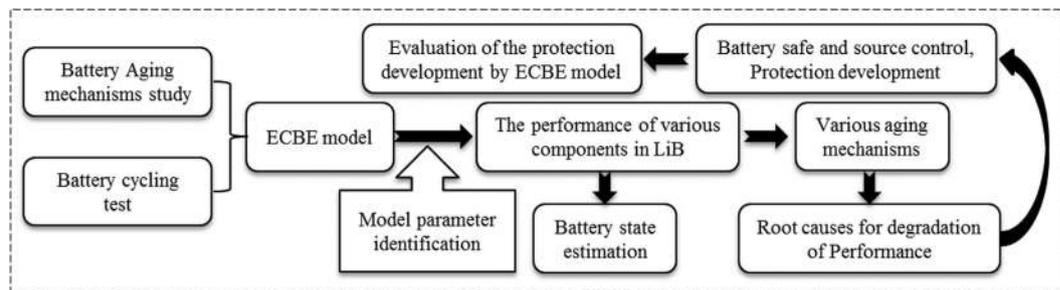 Battery Aging
mechanisms study
Battery cycling
test
ECBE model
Model parameter
identification
The performance of various
components in LiB
Battery state
estimation
Various aging
mechanisms
Root causes for degradation
of Performance
Battery safe and source control,
Protection development
Evaluation of the protection
development by ECBE model